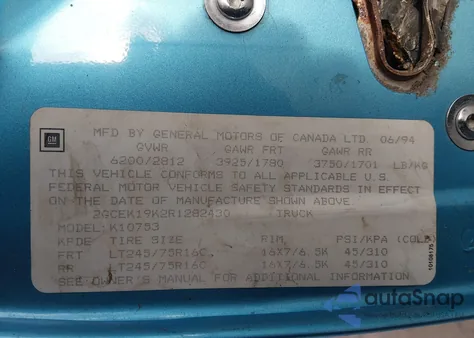 GM
MFD BY GENERAL MOTORS OF CANADA LTD. 06/94
GVWR GAWR FRT GAWR RR
6200/2812 3925/1780 3750/1701 LB/KG
THIS VEHICLE CONFORMS TO ALL APPLICABLE U.S.
FEDERAL MOTOR VEHICLE SAFETY STANDARDS IN EFFECT
ON THE DATE OF MANUFACTURE SHOWN ABOVE.
2GCEK19K2R1282430 TRUCK
MODEL: K10753
KPDE TIRE SIZE RIM PSI/KPA (COLD)
FRT LT245/75R16C 16X7/6.5K 45/310
RR LT245/75R16C 16X7/6.5K 45/310
SEE OWNER'S MANUAL FOR ADDITIONAL INFORMATION
autoSnap